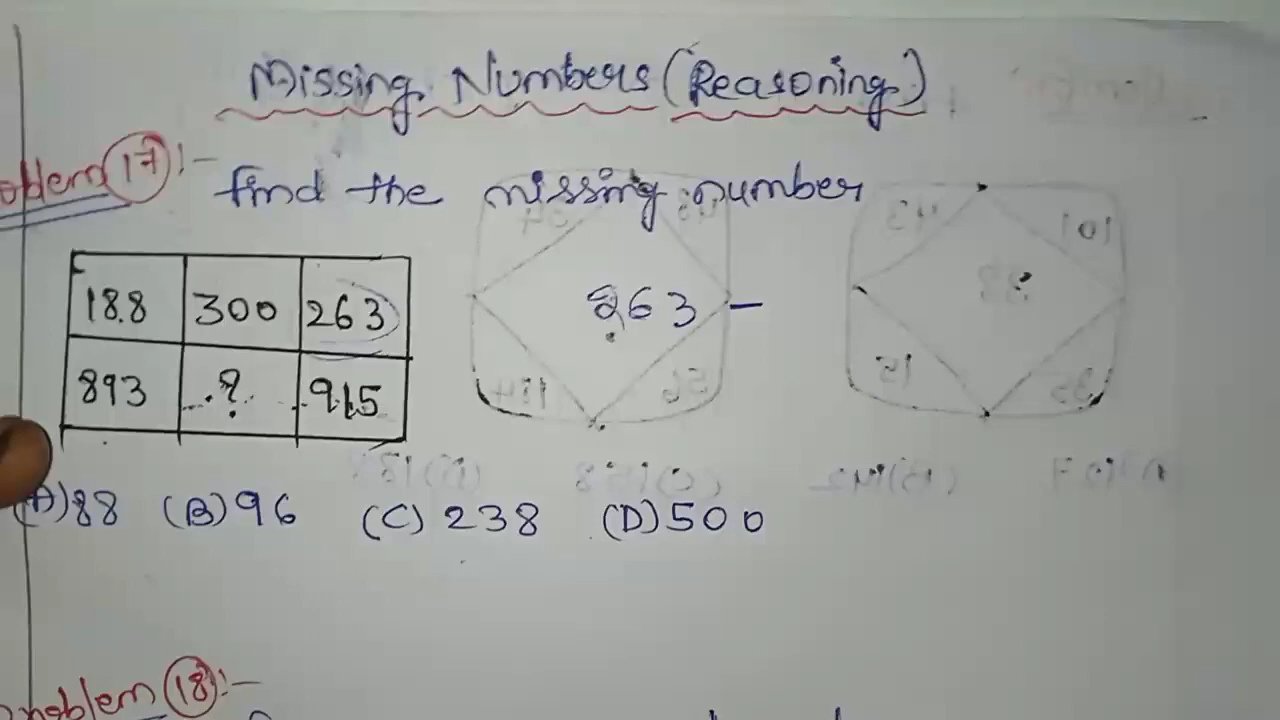 Missing Numbers (Reasoning)
oblem 17 :-
find the missing number
188 300 263
893 ? 915
263 -
(A) 88 (B) 96 (C) 238 (D) 500
Problem 18 :-